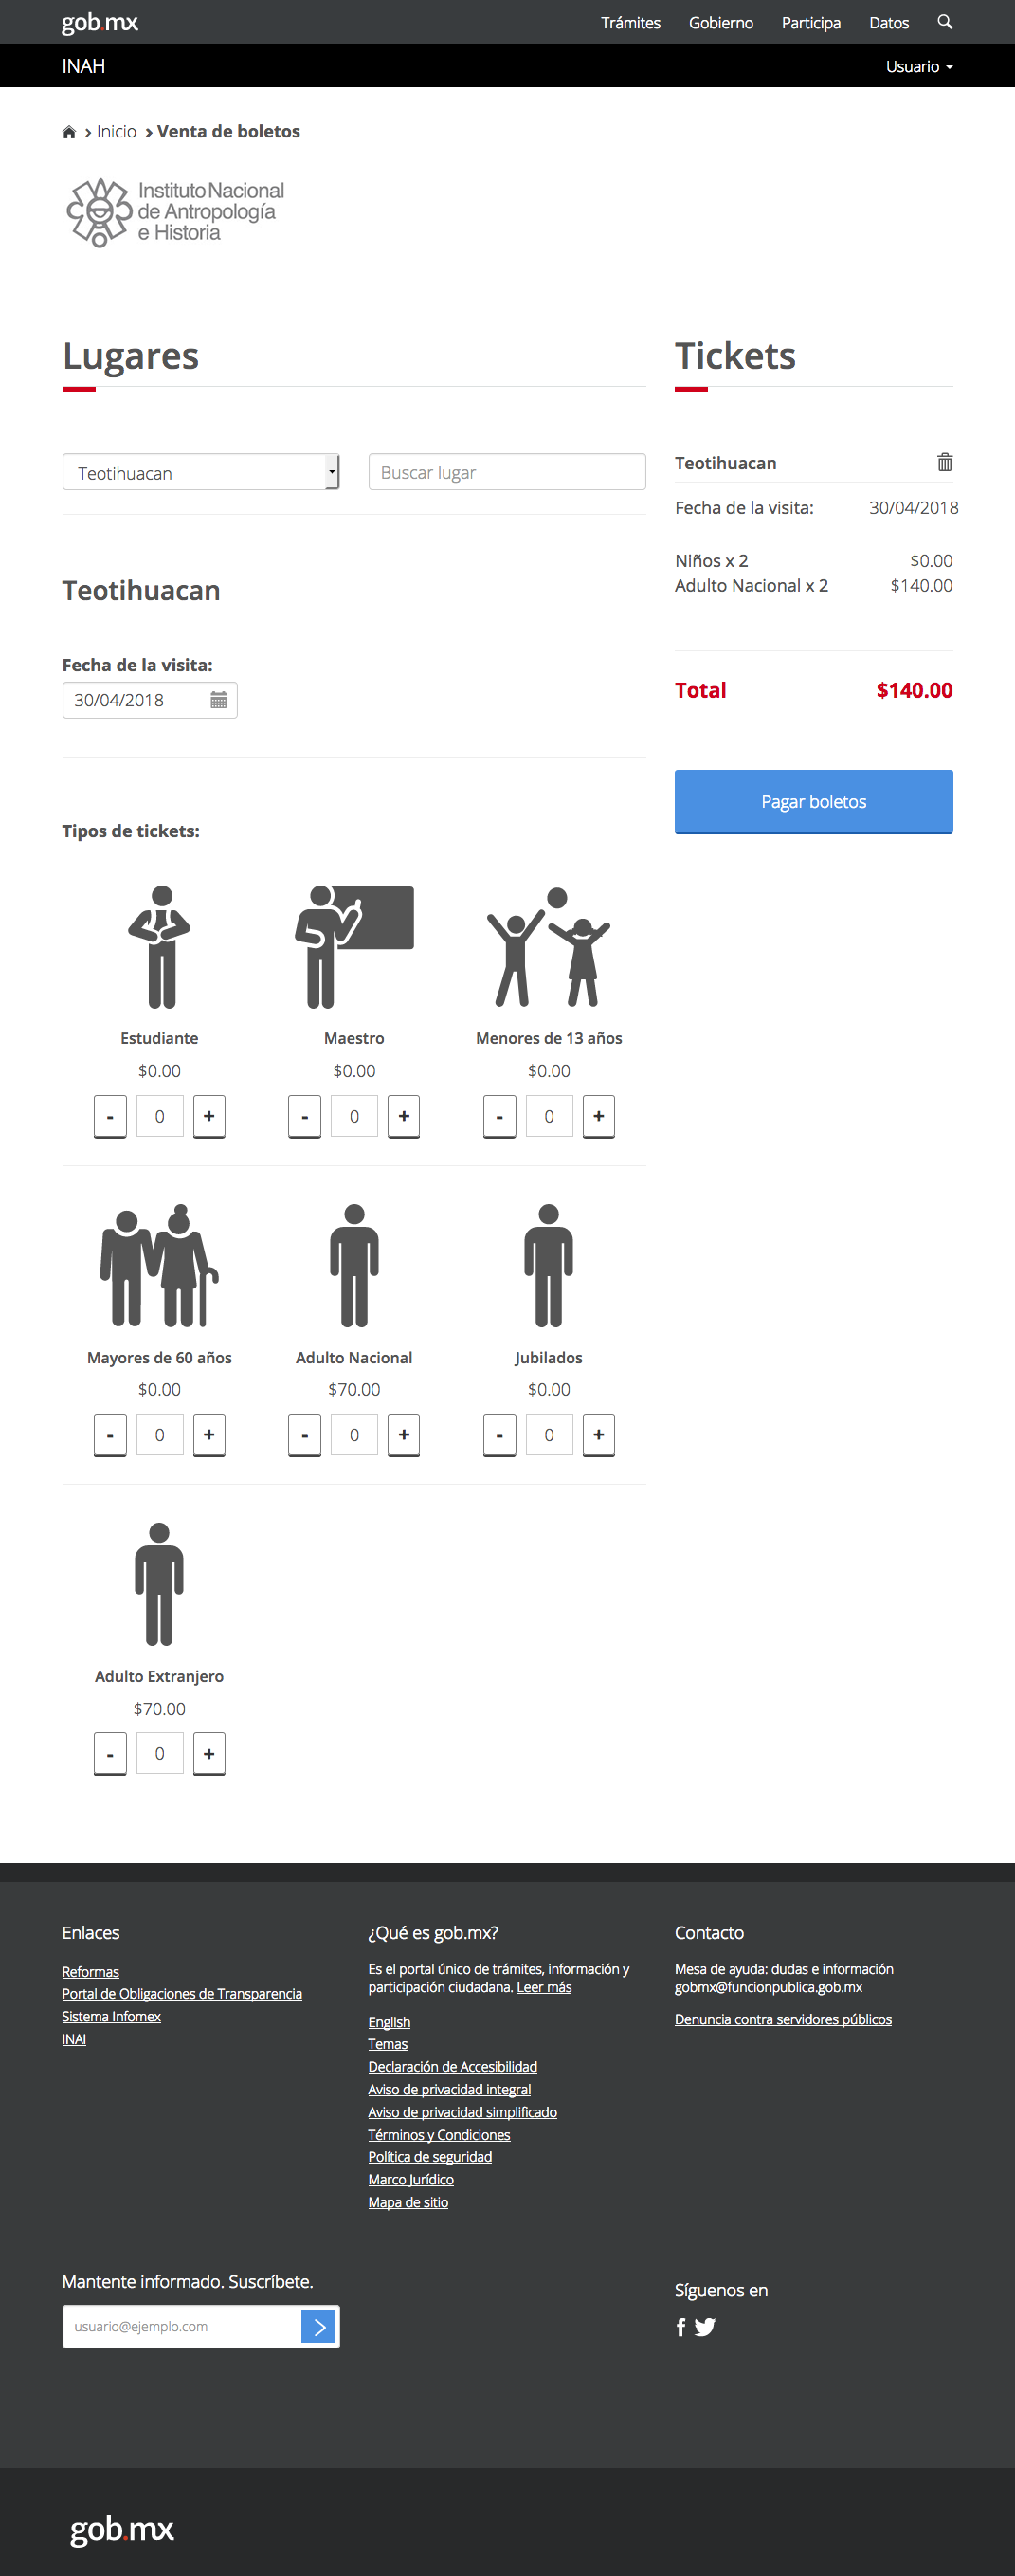 gob.mx
Trámites Gobierno Participa Datos
INAH
Usuario
Inicio > Venta de boletos
Instituto Nacional
de Antropología
e Historia
Lugares
Teotihuacan
Buscar lugar
Teotihuacan
Fecha de la visita:
30/04/2018
Tipos de tickets:
Estudiante Maestro Menores de 13 años
$0.00 $0.00 $0.00
- 0 + - 0 + - 0 +
Mayores de 60 años Adulto Nacional Jubilados
$0.00 $70.00 $0.00
- 0 + - 0 + - 0 +
Adulto Extranjero
$70.00
- 0 +
Tickets
Teotihuacan
Fecha de la visita: 30/04/2018
Niños x 2 $0.00
Adulto Nacional x 2 $140.00
Total $140.00
Pagar boletos
Enlaces
Reformas
Portal de Obligaciones de Transparencia
Sistema Infomex
INAI
¿Qué es gob.mx?
Es el portal único de trámites, información y
participación ciudadana. Leer más
English
Temas
Declaración de Accesibilidad
Aviso de privacidad integral
Aviso de privacidad simplificado
Términos y Condiciones
Política de seguridad
Marco Jurídico
Mapa de sitio
Contacto
Mesa de ayuda: dudas e información
gobmx@funcionpublica.gob.mx
Denuncia contra servidores públicos
Mantente informado. Suscríbete.
usuario@ejemplo.com
Síguenos en
gob.mx